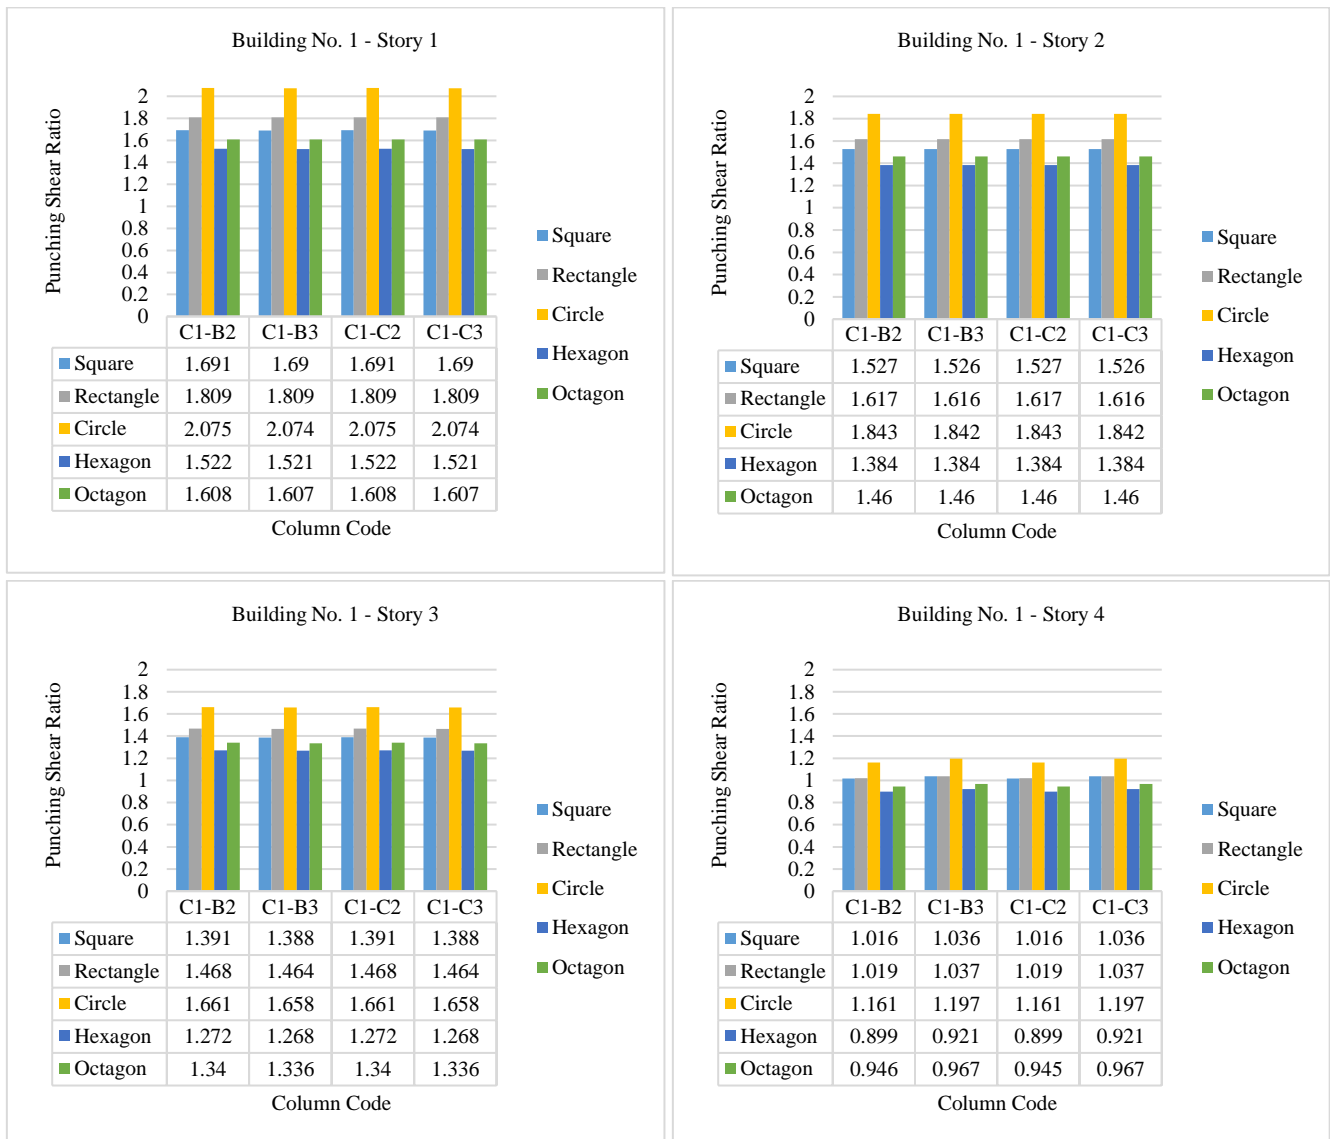 Building No. 1 - Story 1
Punching Shear Ratio
2
1.8
1.6
1.4
1.2
1
0.8
0.6
0.4
0.2
0
C1-B2 C1-B3 C1-C2 C1-C3
Square 1.691 1.69 1.691 1.69
Rectangle 1.809 1.809 1.809 1.809
Circle 2.075 2.074 2.075 2.074
Hexagon 1.522 1.521 1.522 1.521
Octagon 1.608 1.607 1.608 1.607
Column Code
Square
Rectangle
Circle
Hexagon
Octagon
Building No. 1 - Story 2
Punching Shear Ratio
2
1.8
1.6
1.4
1.2
1
0.8
0.6
0.4
0.2
0
C1-B2 C1-B3 C1-C2 C1-C3
Square 1.527 1.526 1.527 1.526
Rectangle 1.617 1.616 1.617 1.616
Circle 1.843 1.842 1.843 1.842
Hexagon 1.384 1.384 1.384 1.384
Octagon 1.46 1.46 1.46 1.46
Column Code
Square
Rectangle
Circle
Hexagon
Octagon
Building No. 1 - Story 3
Punching Shear Ratio
2
1.8
1.6
1.4
1.2
1
0.8
0.6
0.4
0.2
0
C1-B2 C1-B3 C1-C2 C1-C3
Square 1.391 1.388 1.391 1.388
Rectangle 1.468 1.464 1.468 1.464
Circle 1.661 1.658 1.661 1.658
Hexagon 1.272 1.268 1.272 1.268
Octagon 1.34 1.336 1.34 1.336
Column Code
Square
Rectangle
Circle
Hexagon
Octagon
Building No. 1 - Story 4
Punching Shear Ratio
2
1.8
1.6
1.4
1.2
1
0.8
0.6
0.4
0.2
0
C1-B2 C1-B3 C1-C2 C1-C3
Square 1.016 1.036 1.016 1.036
Rectangle 1.019 1.037 1.019 1.037
Circle 1.161 1.197 1.161 1.197
Hexagon 0.899 0.921 0.899 0.921
Octagon 0.946 0.967 0.945 0.967
Column Code
Square
Rectangle
Circle
Hexagon
Octagon